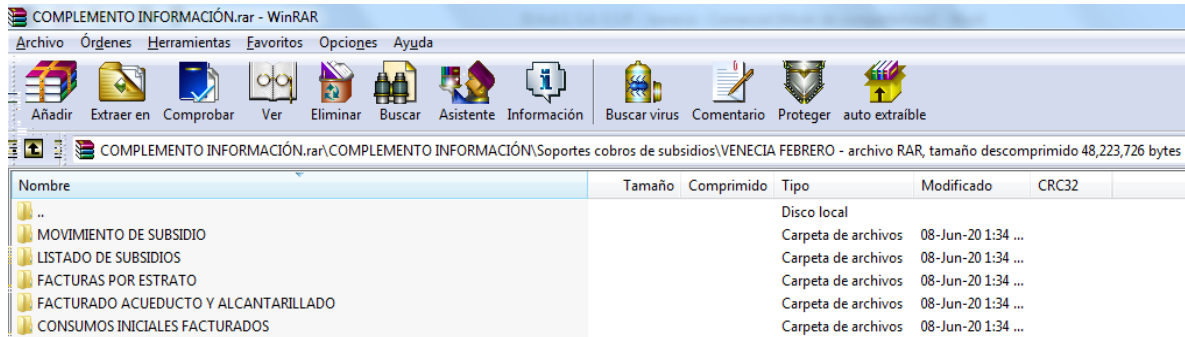 COMPLEMENTO INFORMACIÓN.rar - WinRAR
Archivo Órdenes Herramientas Favoritos Opciones Ayuda
Añadir Extraer en Comprobar Ver Eliminar Buscar Asistente Información Buscar virus Comentario Proteger auto extraíble
COMPLEMENTO INFORMACIÓN.rar\COMPLEMENTO INFORMACIÓN\Soportes cobros de subsidios\VENECIA FEBRERO - archivo RAR, tamaño descomprimido 48,223,726 bytes
Nombre Tamaño Comprimido Tipo Modificado CRC32
.. Disco local
MOVIMIENTO DE SUBSIDIO Carpeta de archivos 08-Jun-20 1:34 ...
LISTADO DE SUBSIDIOS Carpeta de archivos 08-Jun-20 1:34 ...
FACTURAS POR ESTRATO Carpeta de archivos 08-Jun-20 1:34 ...
FACTURADO ACUEDUCTO Y ALCANTARILLADO Carpeta de archivos 08-Jun-20 1:34 ...
CONSUMOS INICIALES FACTURADOS Carpeta de archivos 08-Jun-20 1:34 ...